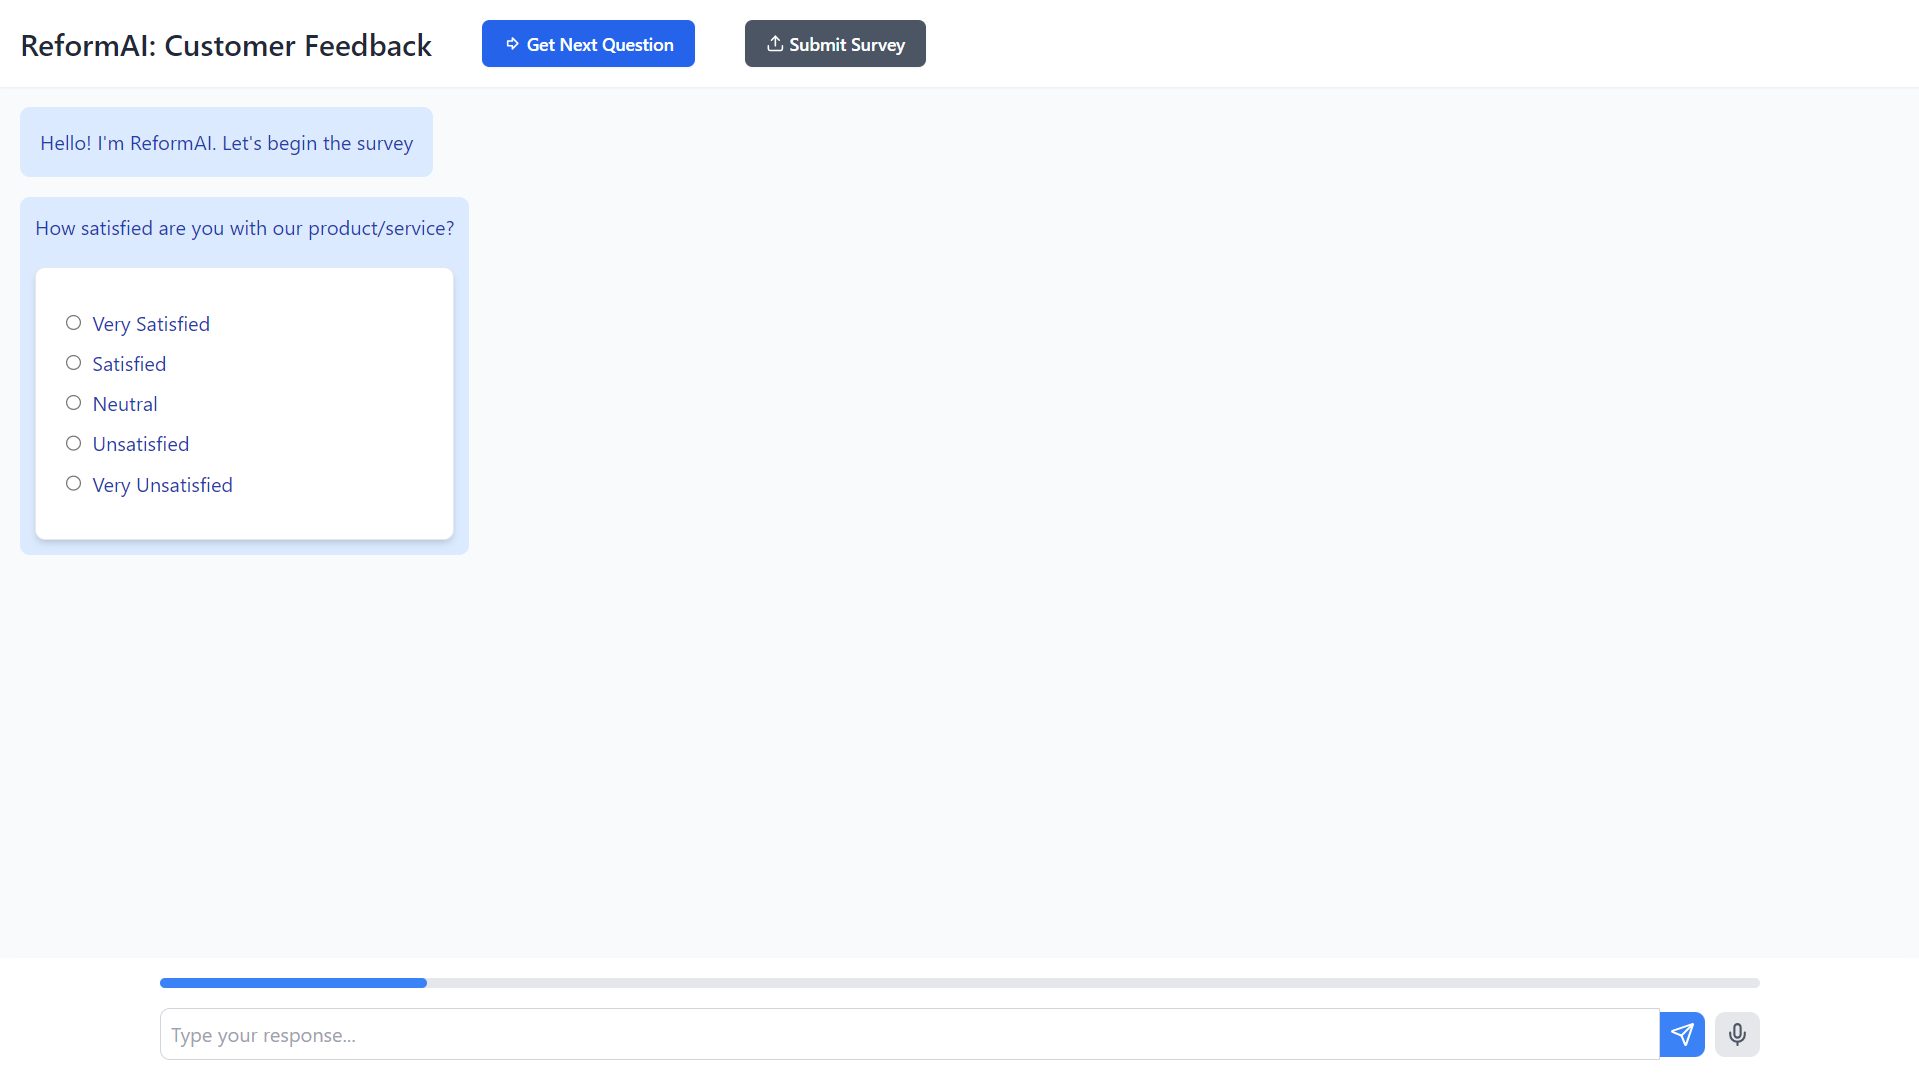 ReformAI: Customer Feedback
Get Next Question
Submit Survey
Hello! I'm ReformAI. Let's begin the survey
How satisfied are you with our product/service?
Very Satisfied
Satisfied
Neutral
Unsatisfied
Very Unsatisfied
Type your response...